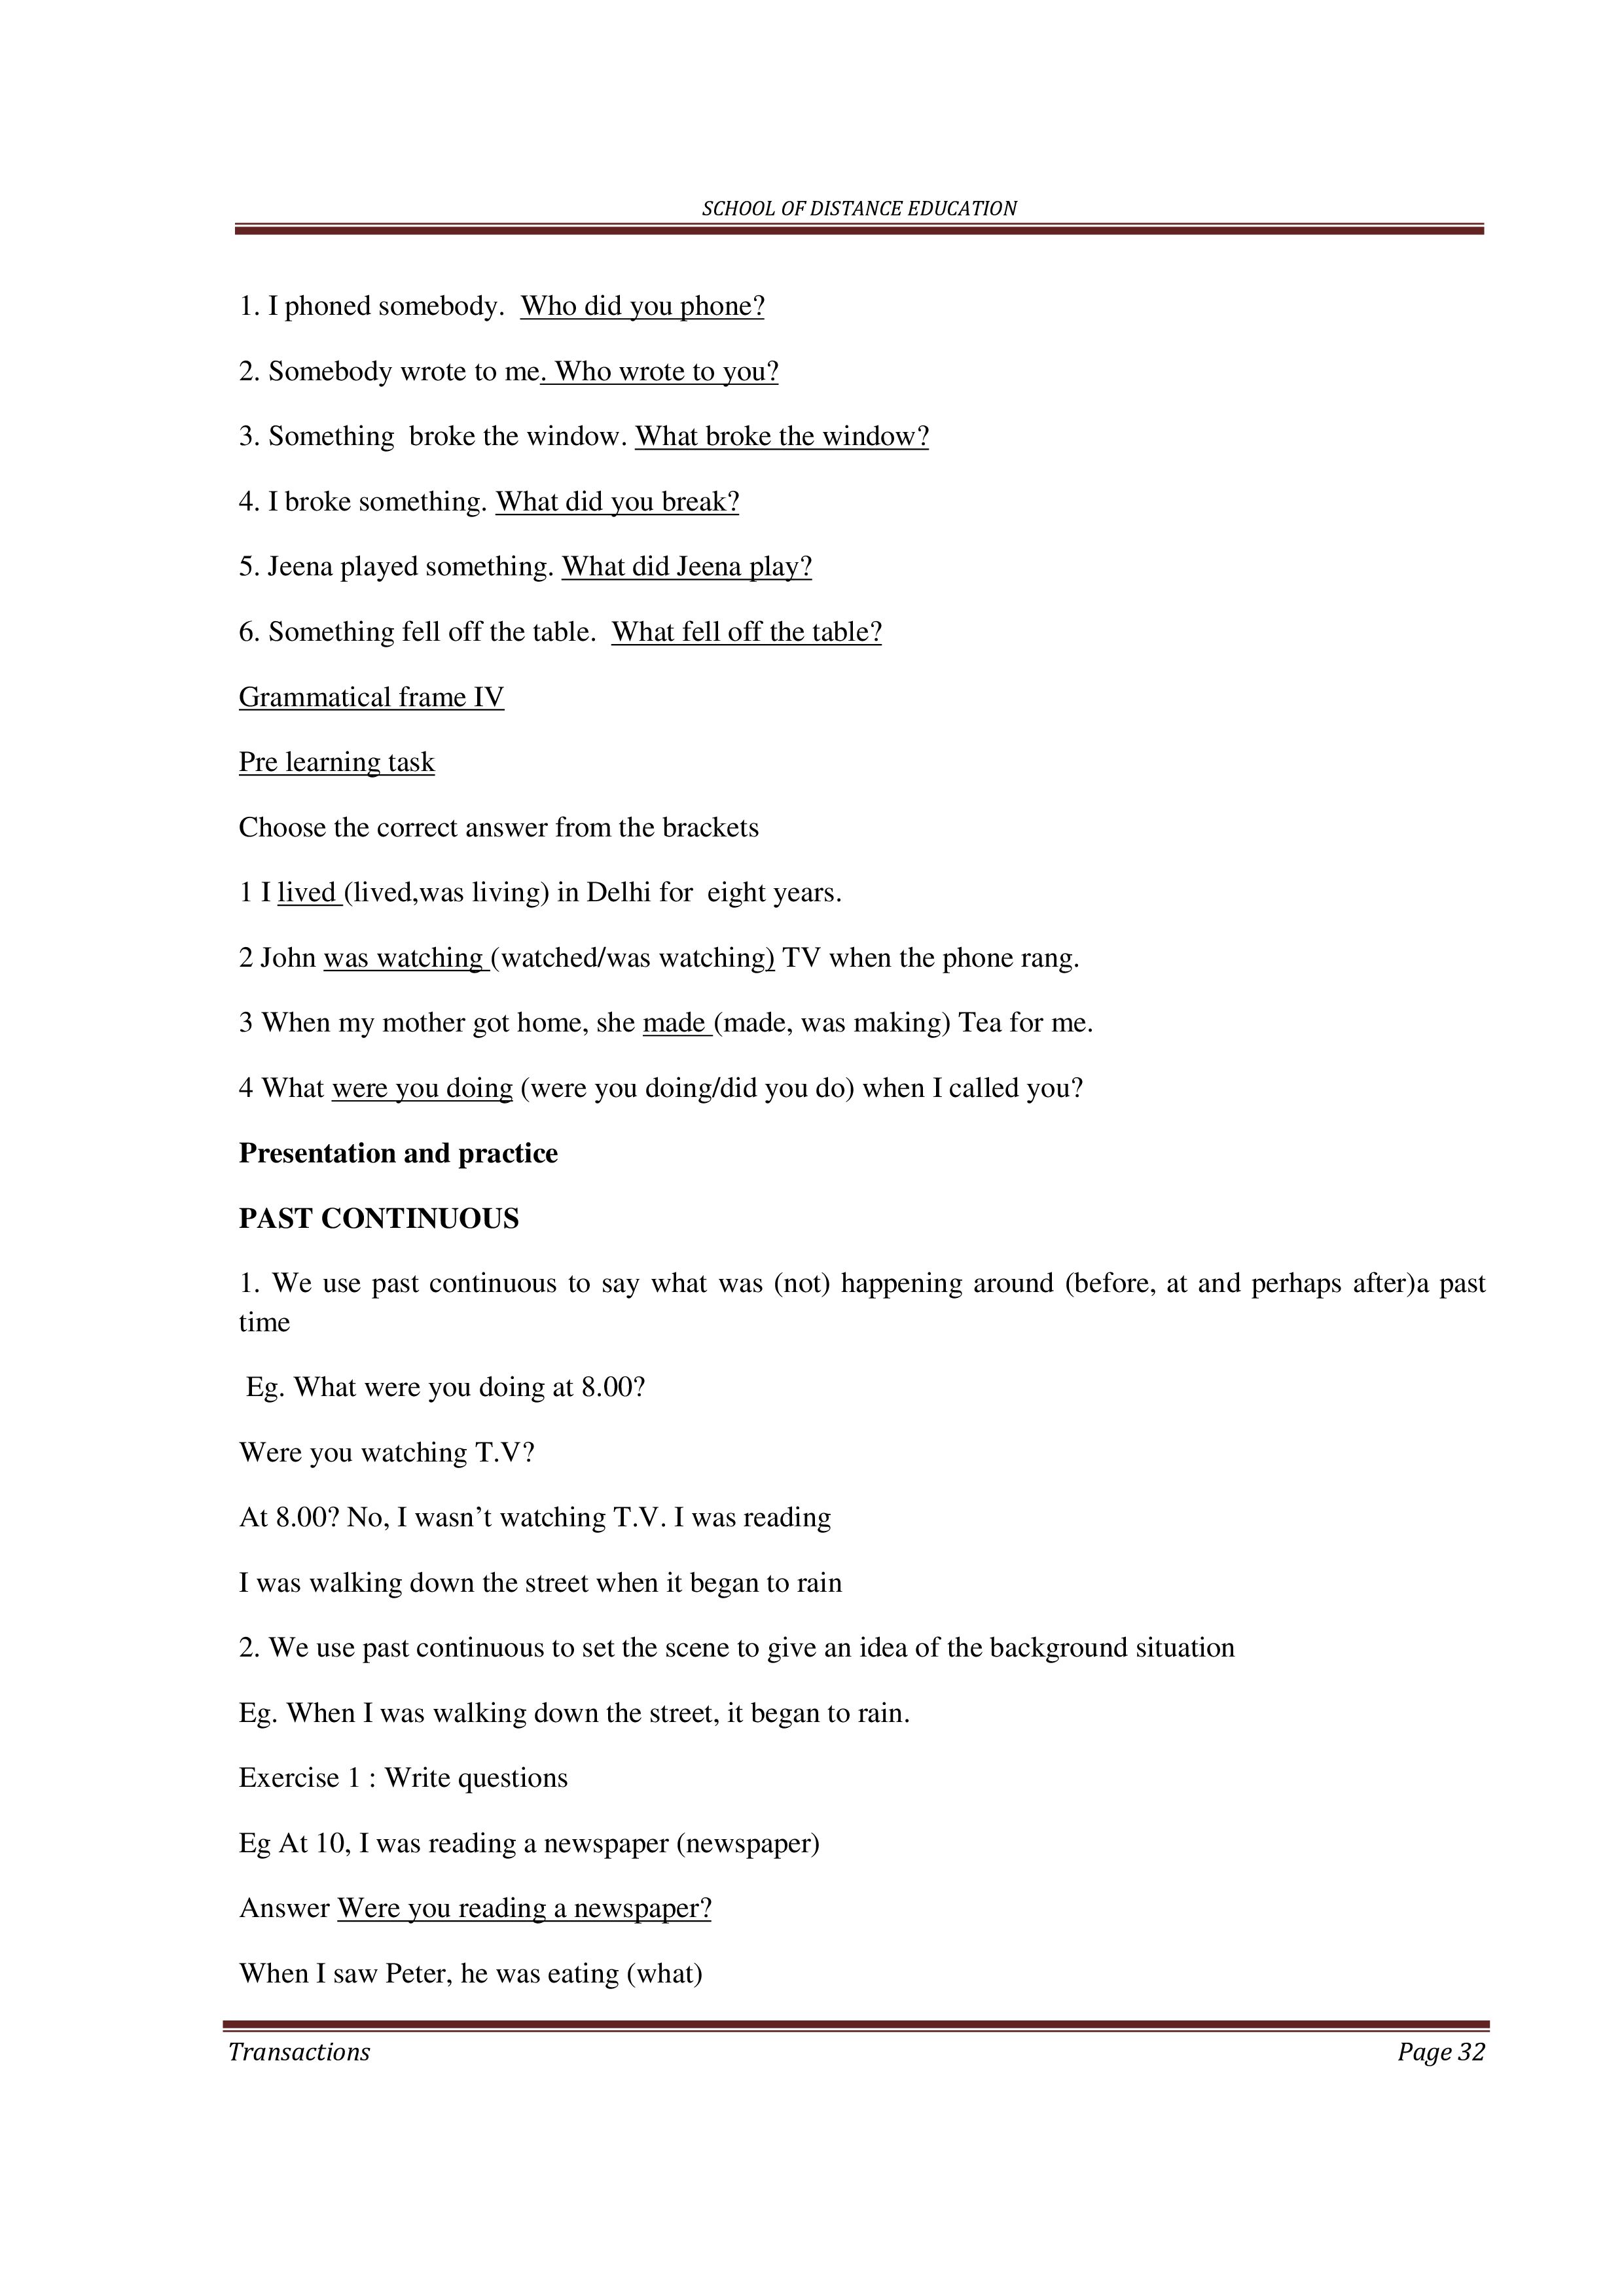 SCHOOL OF DISTANCE EDUCATION
1. I phoned somebody.  Who did you phone?
2. Somebody wrote to me. Who wrote to you?
3. Something  broke the window. What broke the window?
4. I broke something. What did you break?
5. Jeena played something. What did Jeena play?
6. Something fell off the table.  What fell off the table?
Grammatical frame IV
Pre learning task
Choose the correct answer from the brackets
1 I lived (lived,was living) in Delhi for  eight years.
2 John was watching (watched/was watching) TV when the phone rang.
3 When my mother got home, she made (made, was making) Tea for me.
4 What were you doing (were you doing/did you do) when I called you?
Presentation and practice
PAST CONTINUOUS
1. We use past continuous to say what was (not) happening around (before, at and perhaps after)a past
time
Eg. What were you doing at 8.00?
Were you watching T.V?
At 8.00? No, I wasn’t watching T.V. I was reading
I was walking down the street when it began to rain
2. We use past continuous to set the scene to give an idea of the background situation
Eg. When I was walking down the street, it began to rain.
Exercise 1 : Write questions
Eg At 10, I was reading a newspaper (newspaper)
Answer Were you reading a newspaper?
When I saw Peter, he was eating (what)
Transactions Page 32